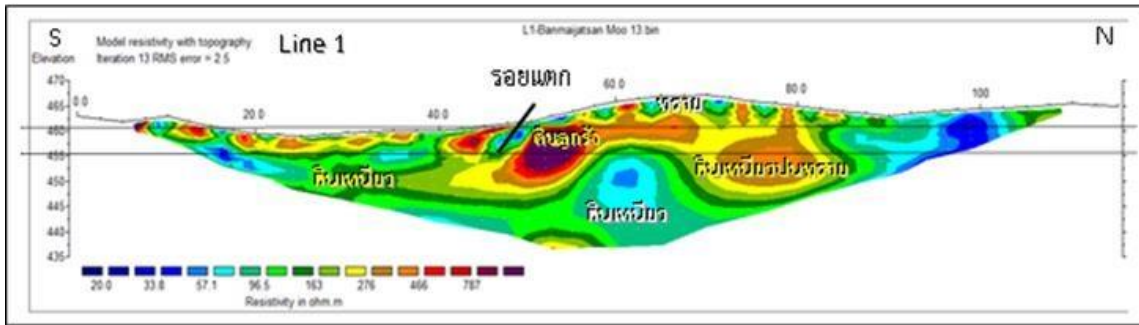 L1-Banmaijatsan Moo 13.bin
S
Model resistivity with topography
Line 1
N
Elevation
Iteration 13 RMS error = 2.5
รอยแตก
470
465
460
455
450
445
440
435
0.0
20.0
40.0
60.0
80.0
100
ทราย
ดินลูกรัง
ดินเหนียว
ดินเหนียวปนทราย
ดินเหนียว
20.0 33.8 57.1 96.5 163 276 466 787
Resistivity in ohm.m